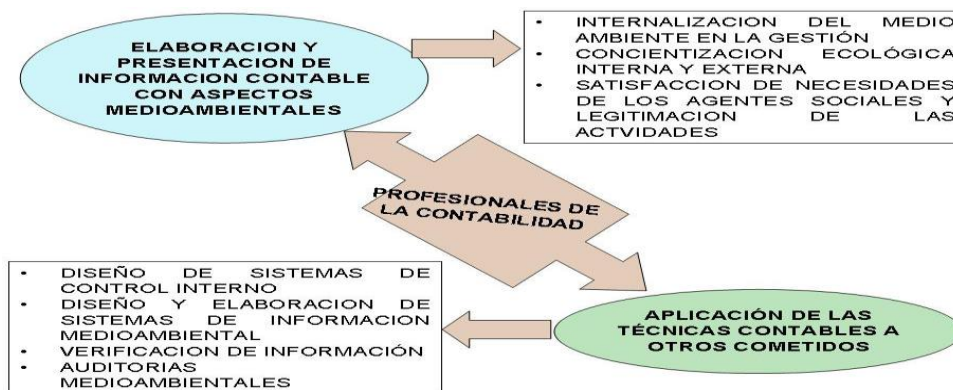 ELABORACION Y
PRESENTACION DE
INFORMACION CONTABLE
CON ASPECTOS
MEDIOAMBIENTALES
• INTERNALIZACION DEL MEDIO
AMBIENTE EN LA GESTIÓN
• CONCIENTIZACION ECOLÓGICA
INTERNA Y EXTERNA
• SATISFACCION DE NECESIDADES
DE LOS AGENTES SOCIALES Y
LEGITIMACION DE LAS
ACTVIDADES
PROFESIONALES DE
LA CONTABILIDAD
• DISEÑO DE SISTEMAS DE
CONTROL INTERNO
• DISEÑO Y ELABORACION DE
SISTEMAS DE INFORMACION
MEDIOAMBIENTAL
• VERIFICACION DE INFORMACIÓN
• AUDITORIAS
MEDIOAMBIENTALES
APLICACIÓN DE LAS
TÉCNICAS CONTABLES A
OTROS COMETIDOS